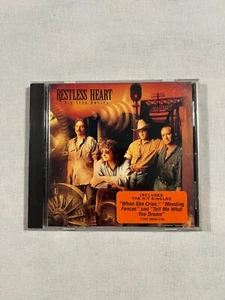 RESTLESS HEART
big iron horses
INCLUDES
THE HIT SINGLES
"When She Cries," "Mending
Fences" and "Tell Me What
You Dream"